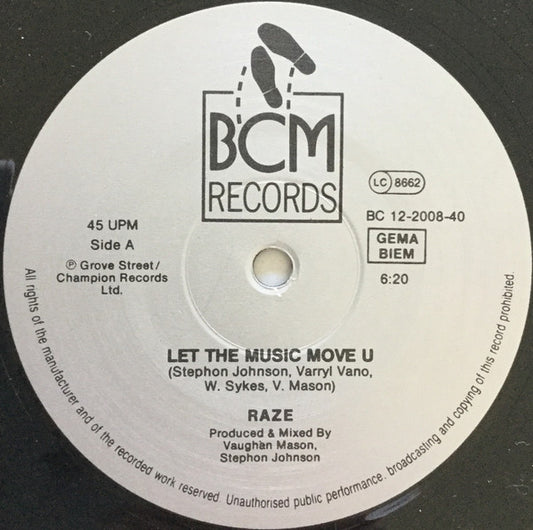 BCM
RECORDS
LC 8662
45 UPM
Side A
BC 12-2008-40
GEMA
BIEM
℗ Grove Street/
Champion Records
Ltd.
6:20
LET THE MUSIC MOVE U
(Stephon Johnson, Varryl Vano,
W. Sykes, V. Mason)
RAZE
Produced & Mixed By
Vaughan Mason,
Stephon Johnson
All rights of the manufacturer and of the recorded work reserved. Unauthorised public performance, broadcasting and copying of this record prohibited.